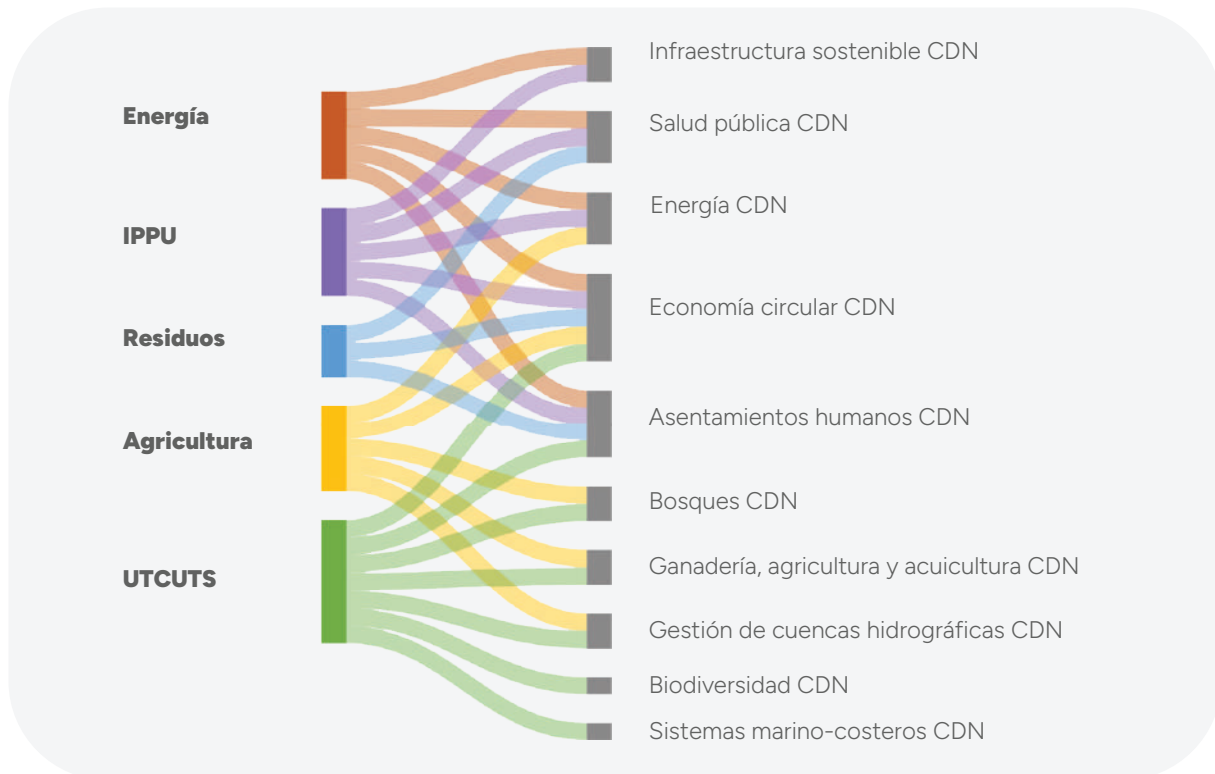 Energía
IPPU
Residuos
Agricultura
UTCUTS
Infraestructura sostenible CDN
Salud pública CDN
Energía CDN
Economía circular CDN
Asentamientos humanos CDN
Bosques CDN
Ganadería, agricultura y acuicultura CDN
Gestión de cuencas hidrográficas CDN
Biodiversidad CDN
Sistemas marino-costeros CDN